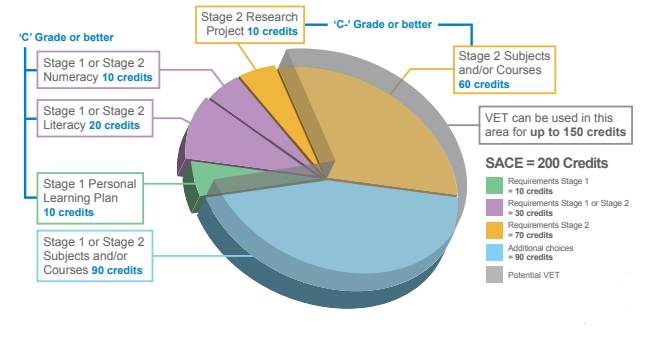 Stage 2 Research
Project 10 credits
‘C-’ Grade or better
‘C’ Grade or better
Stage 1 or Stage 2
Numeracy 10 credits
Stage 2 Subjects
and/or Courses
60 credits
Stage 1 or Stage 2
Literacy 20 credits
VET can be used in this
area for up to 150 credits
SACE = 200 Credits
Stage 1 Personal
Learning Plan
10 credits
Requirements Stage 1
= 10 credits
Requirements Stage 1 or Stage 2
= 30 credits
Requirements Stage 2
= 70 credits
Stage 1 or Stage 2
Subjects and/or
Courses 90 credits
Additional choices
= 90 credits
Potential VET